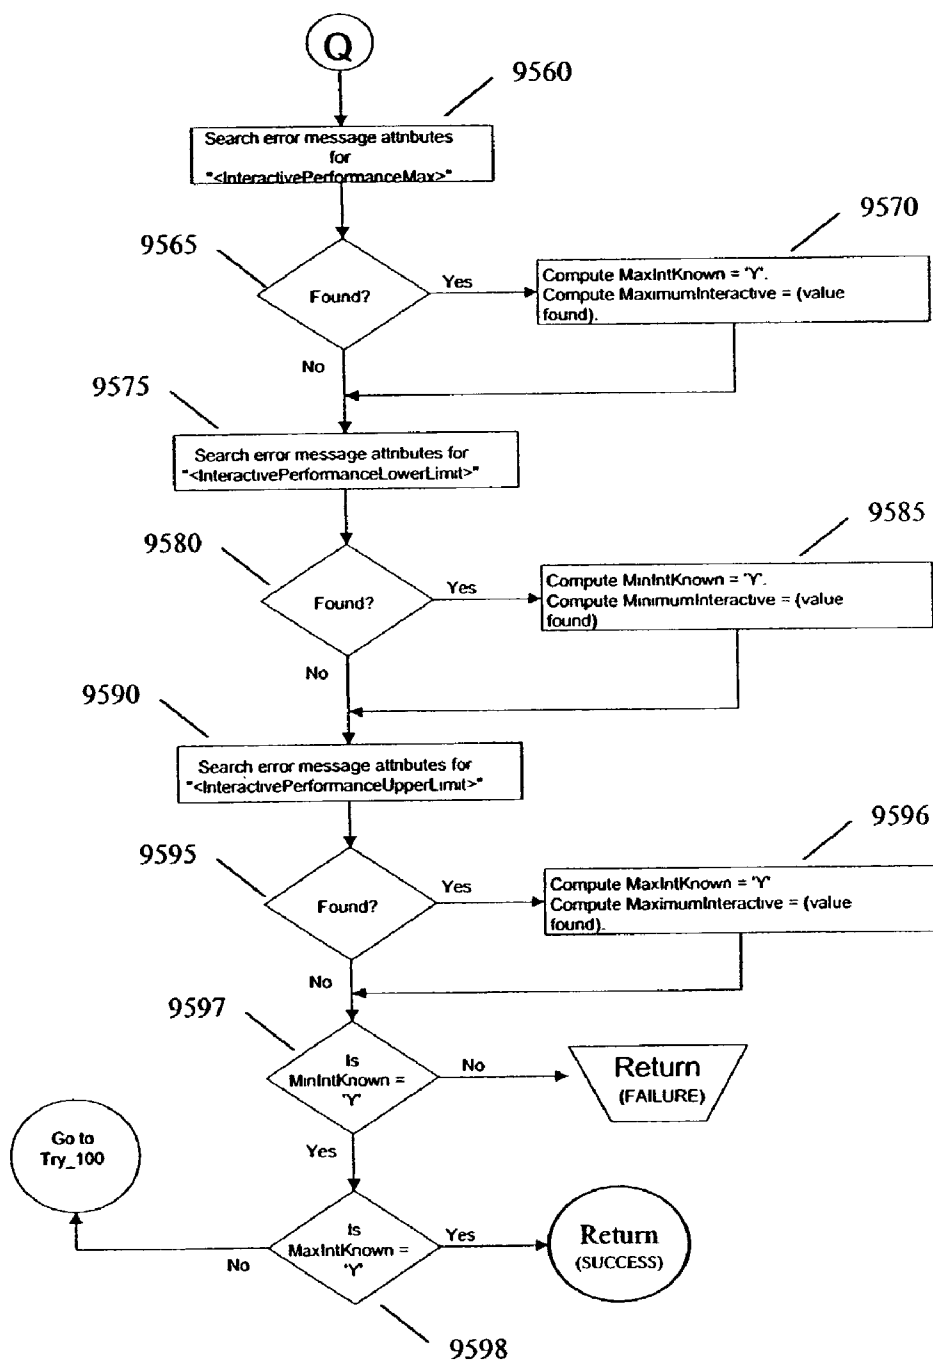 Q
9560
Search error message attributes
for
"<InteractivePerformanceMax>"
9565
Found?
Yes
9570
Compute MaxIntKnown = 'Y'.
Compute MaximumInteractive = (value
found).
No
9575
Search error message attributes for
"<InteractivePerformanceLowerLimit>"
9580
Found?
Yes
9585
Compute MinIntKnown = 'Y'.
Compute MinimumInteractive = (value
found)
No
9590
Search error message attributes for
"<InteractivePerformanceUpperLimit>"
9595
Found?
Yes
9596
Compute MaxIntKnown = 'Y'
Compute MaximumInteractive = (value
found).
No
9597
Is
MinIntKnown =
'Y'
No
Return
(FAILURE)
Yes
Go to
Try_100
No
Is
MaxIntKnown =
'Y'
Yes
Return
(SUCCESS)
9598